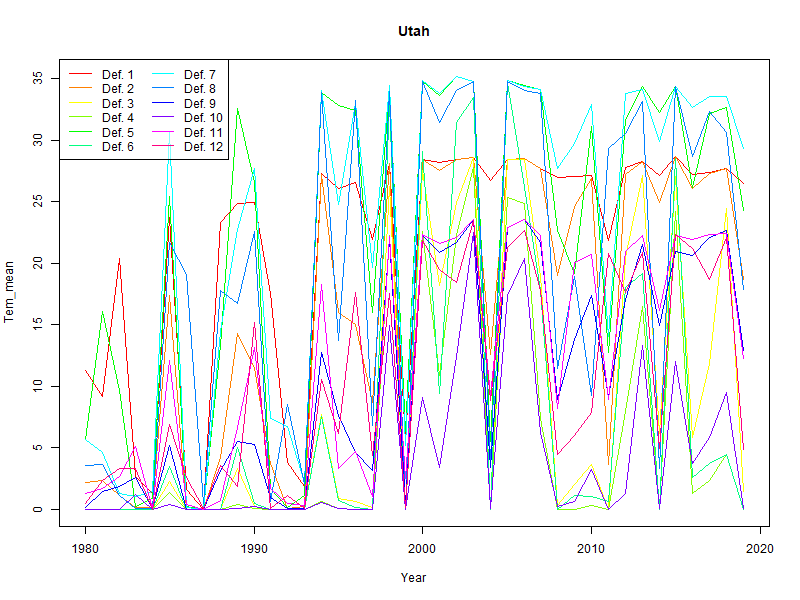 Utah
Def. 1 Def. 7
Def. 2 Def. 8
Def. 3 Def. 9
Def. 4 Def. 10
Def. 5 Def. 11
Def. 6 Def. 12
35
30
25
20
15
10
5
0
Tern_mean
1980 1990 2000 2010 2020
Year